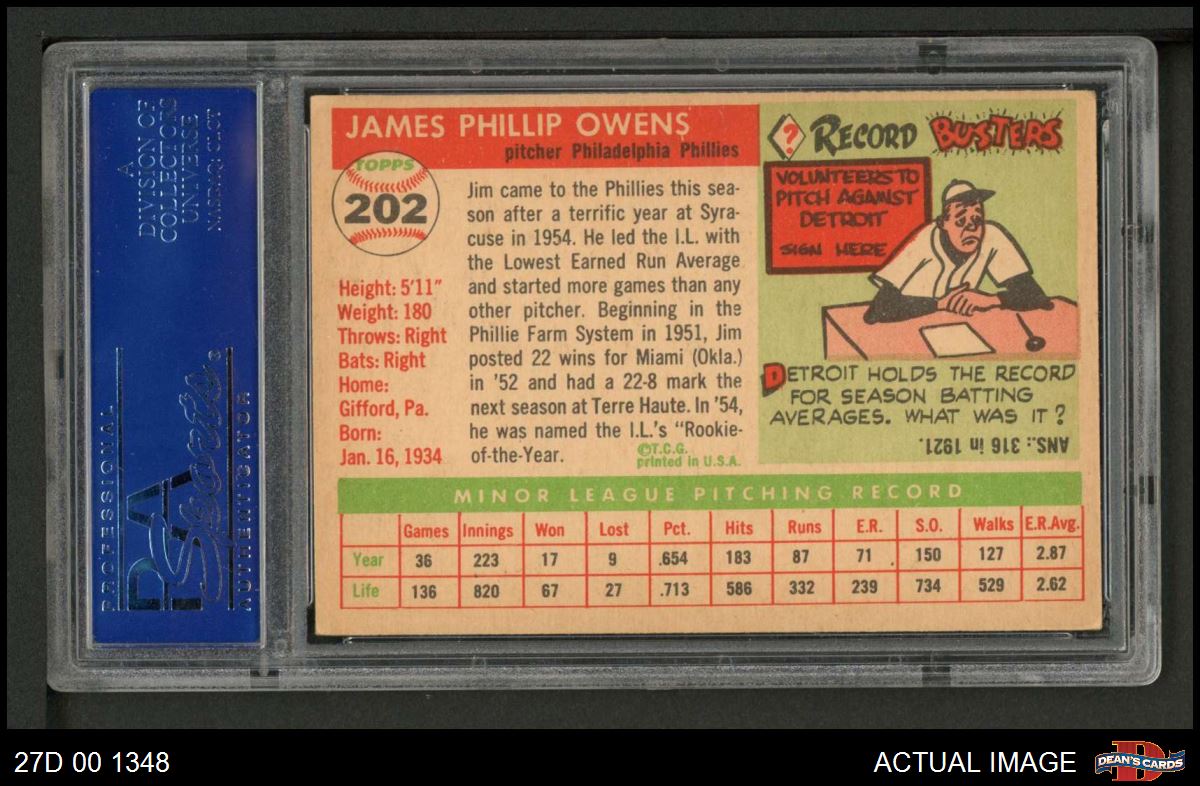 A
DIVISION OF
COLLECTORS
UNIVERSE
NASDAQ: CLCT
PROFESSIONAL
PSA
Sports
AUTHENTICATOR
JAMES PHILLIP OWENS
pitcher Philadelphia Phillies
TOPPS
202
Height: 5'11"
Weight: 180
Throws: Right
Bats: Right
Home:
Gifford, Pa.
Born:
Jan. 16, 1934
Jim came to the Phillies this sea-
son after a terrific year at Syra-
cuse in 1954. He led the I.L. with
the Lowest Earned Run Average
and started more games than any
other pitcher. Beginning in the
Phillie Farm System in 1951, Jim
posted 22 wins for Miami (Okla.)
in '52 and had a 22-8 mark the
next season at Terre Haute. In '54,
he was named the I.L.'s "Rookie-
of-the-Year.
©T.C.G.
printed in U.S.A.
? RECORD BUSTERS
VOLUNTEERS TO
PITCH AGAINST
DETROIT
SIGN HERE
DETROIT HOLDS THE RECORD
FOR SEASON BATTING
AVERAGES. WHAT WAS IT?
ANS.: 316 in 1921.
MINOR LEAGUE PITCHING RECORD
Games Innings Won Lost Pct. Hits Runs E.R. S.O. Walks E.R.Avg.
Year 36 223 17 9 .654 183 87 71 150 127 2.87
Life 136 820 67 27 .713 586 332 239 734 529 2.62
27D 00 1348
ACTUAL IMAGE
D
DEAN'S CARDS